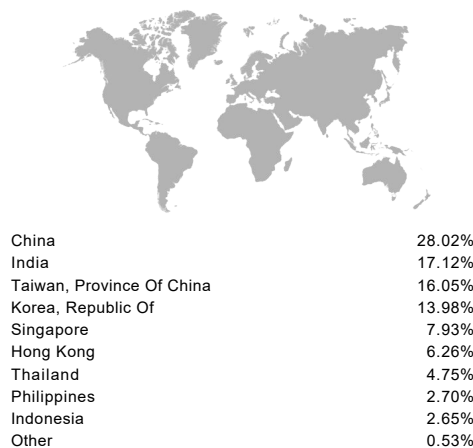 China 28.02%
India 17.12%
Taiwan, Province Of China 16.05%
Korea, Republic Of 13.98%
Singapore 7.93%
Hong Kong 6.26%
Thailand 4.75%
Philippines 2.70%
Indonesia 2.65%
Other 0.53%